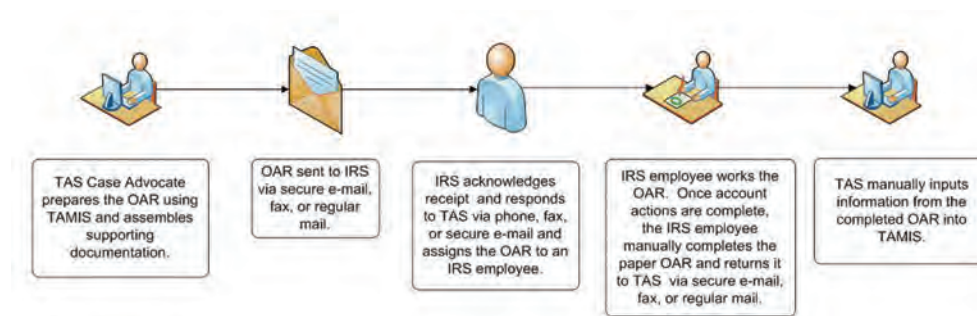 TAS Case Advocate
prepares the OAR using
TAMIS and assembles
supporting
documentation.
OAR sent to IRS
via secure e-mail,
fax, or regular
mail.
IRS acknowledges
receipt and responds
to TAS via phone, fax,
or secure e-mail and
assigns the OAR to an
IRS employee.
IRS employee works the
OAR. Once account
actions are complete,
the IRS employee
manually completes the
paper OAR and returns it
to TAS via secure e-mail,
fax, or regular mail.
TAS manually inputs
information from the
completed OAR into
TAMIS.